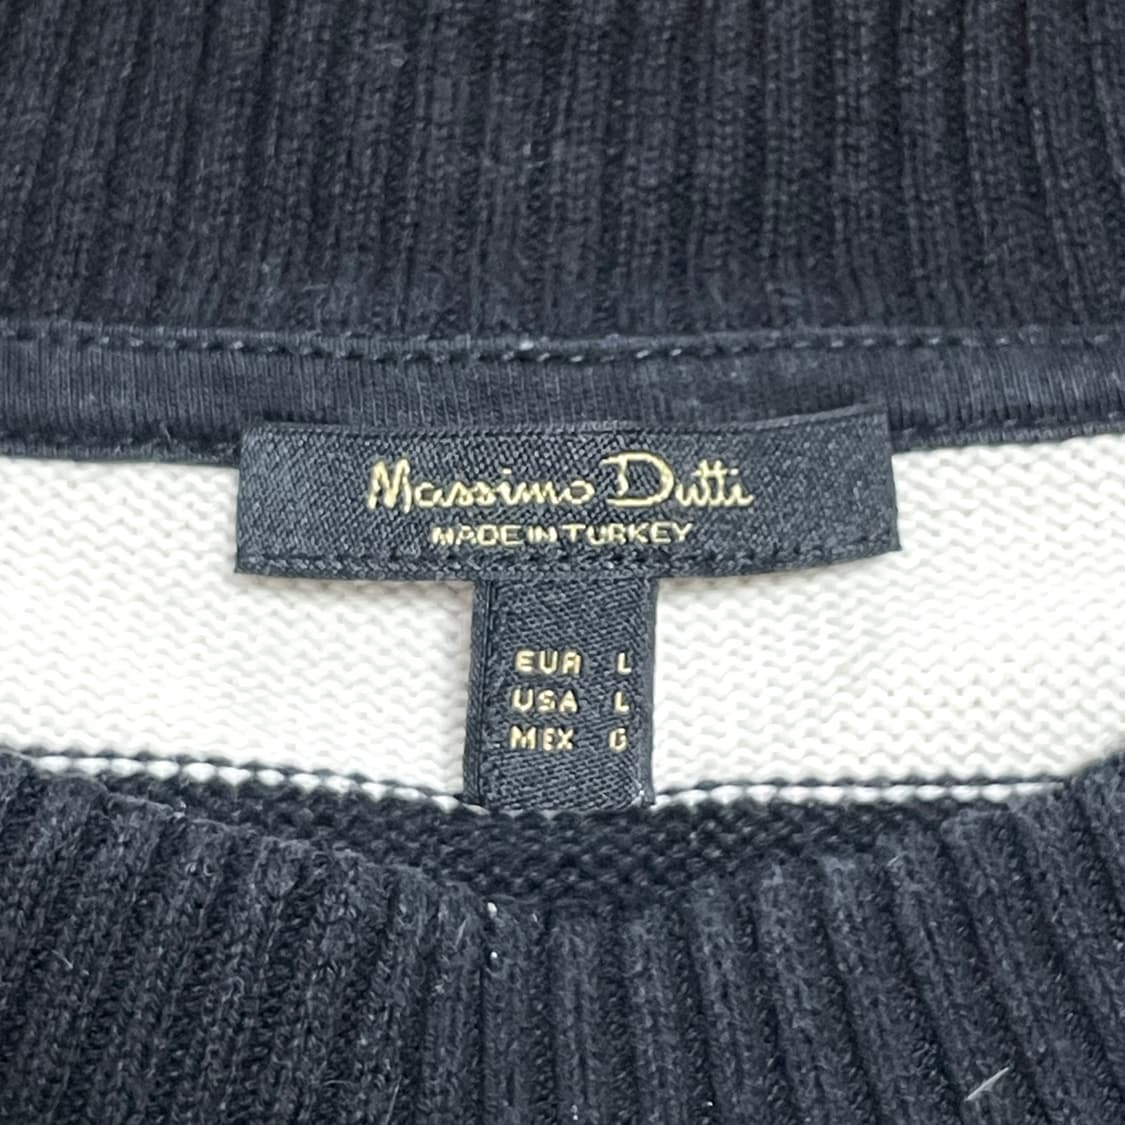 Massimo Dutti
MADE IN TURKEY
EUR L
USA L
MEX G